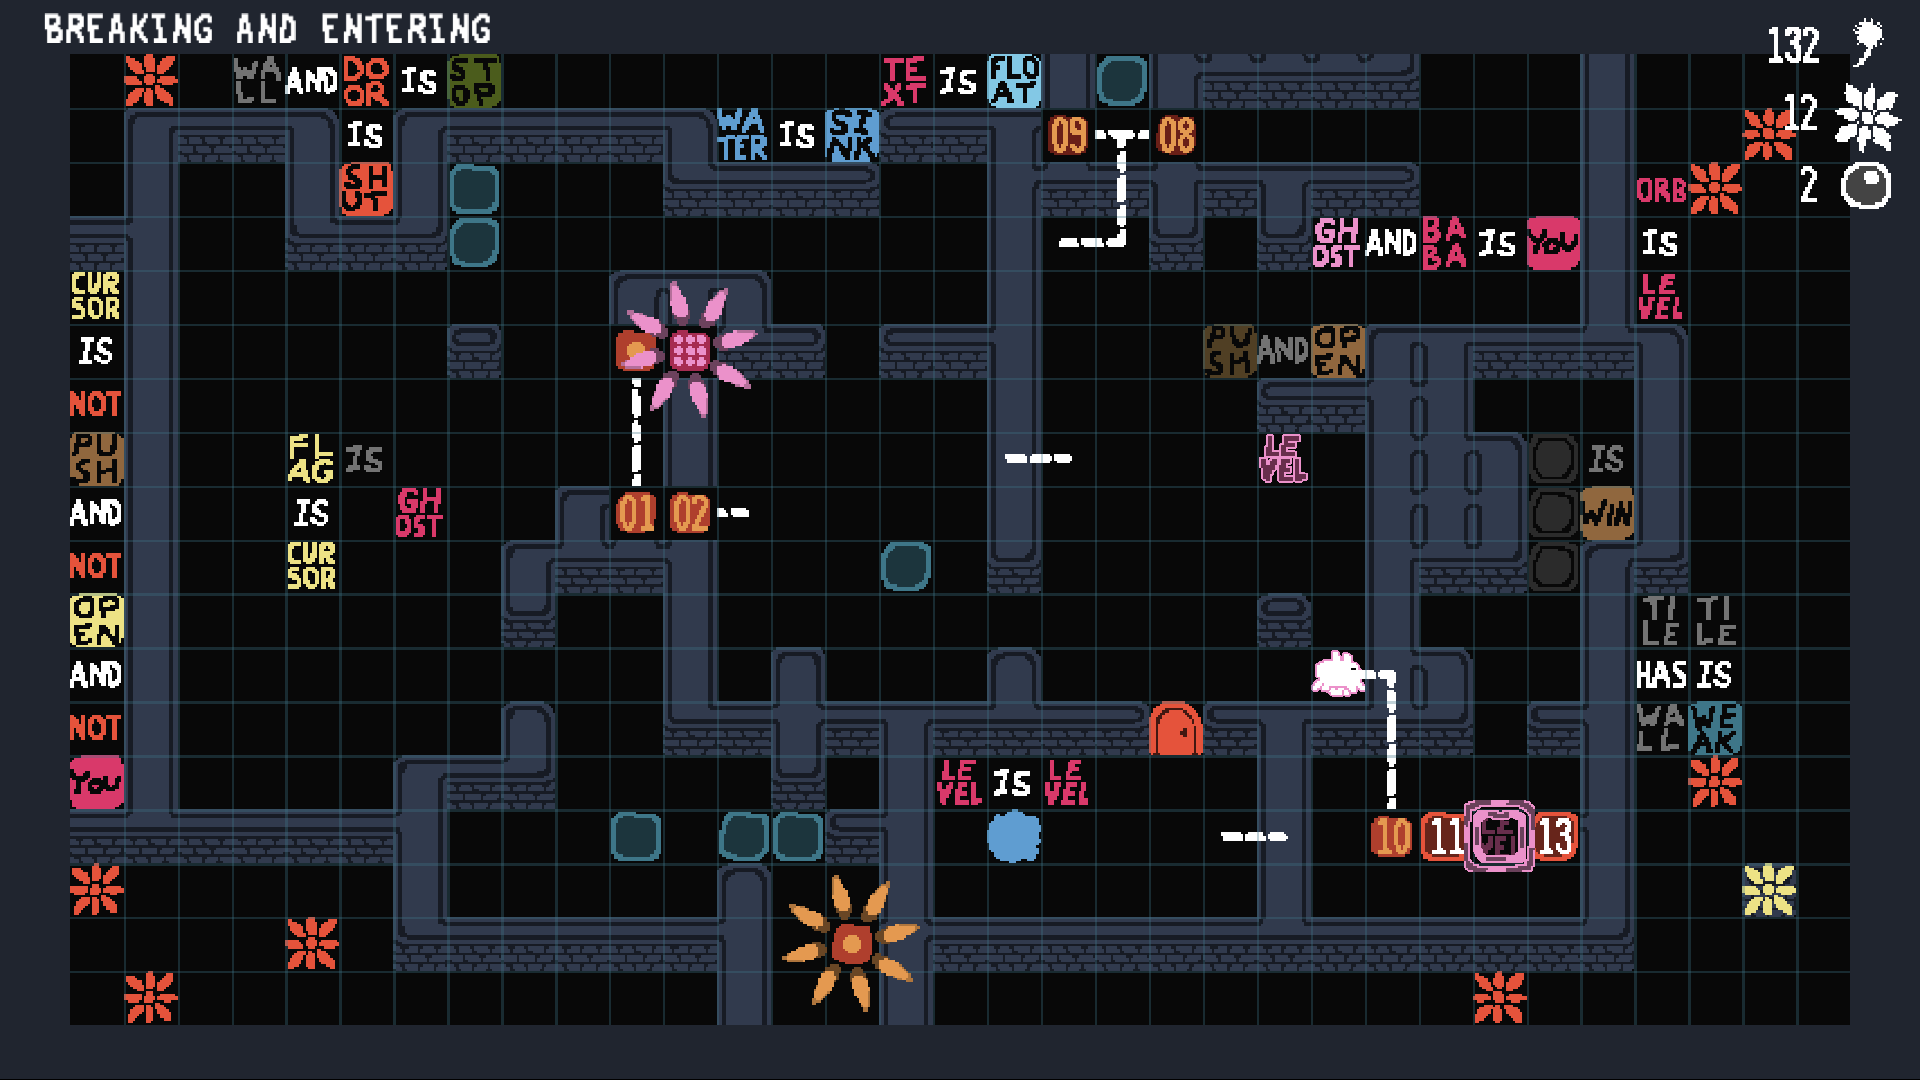 BREAKING AND ENTERING
132
12
2
WALL AND DOOR IS STOP
TEXT IS FLOAT
IS
WATER IS SINK
09 08
SHUT
ORB
GHOST AND BABA IS YOU
IS
CURSOR
LEVEL
IS
PUSH AND OPEN
NOT
PUSH
FLAG IS
LEVEL
IS
AND
IS
GHOST
01 02
WIN
NOT
CURSOR
OPEN
TILE TILE
AND
HAS IS
NOT
WALL WEAK
YOU
LEVEL IS LEVEL
10 11 LEVEL 13